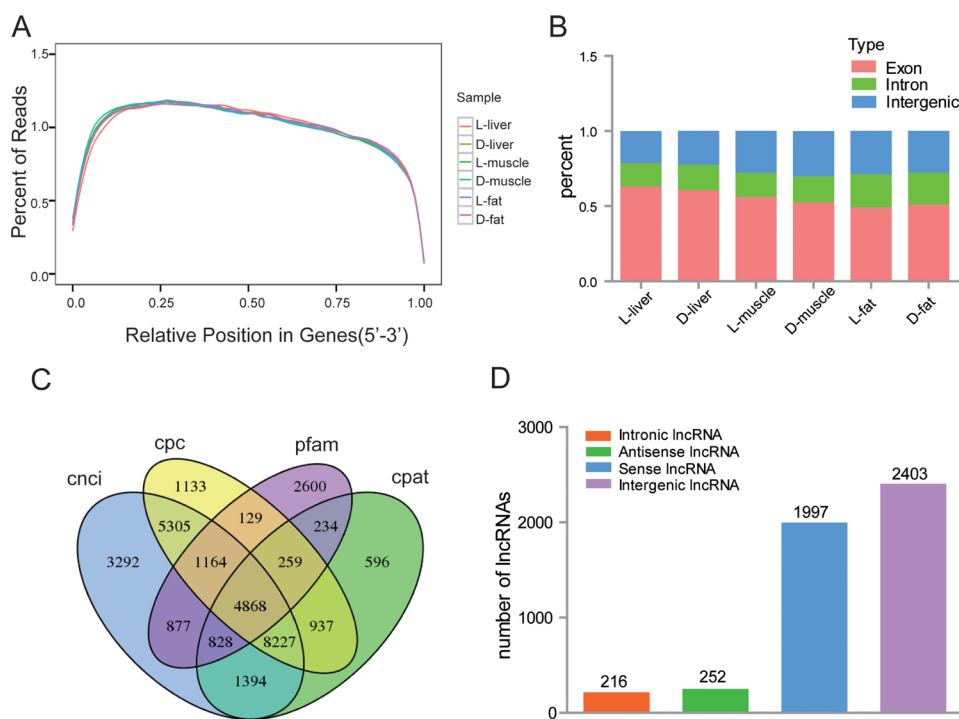 A
1.5
1.0
0.5
0.0
Percent of Reads
0.0
0.25
0.50
0.75
1.00
Relative Position in Genes(5’-3’)
Sample
L-liver
D-liver
L-muscle
D-muscle
L-fat
D-fat
B
Type
Exon
Intron
Intergenic
1.5
1.0
0.5
0.0
percent
L-liver
D-liver
L-muscle
D-muscle
L-fat
D-fat
C
cnci
cpc
pfam
cpat
1133
2600
5305
129
234
3292
1164
259
596
4868
877
828
8227
937
1394
D
Intronic lncRNA
Antisense lncRNA
Sense lncRNA
Intergenic lncRNA
3000
2000
1000
0
number of lncRNAs
216
252
1997
2403